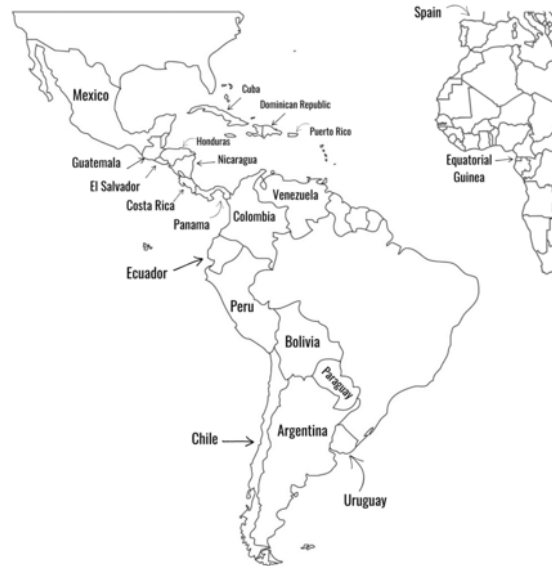 Spain
Mexico
Cuba
Dominican Republic
Puerto Rico
Honduras
Guatemala
Nicaragua
El Salvador
Costa Rica
Panama
Venezuela
Colombia
Equatorial
Guinea
Ecuador
Peru
Bolivia
Paraguay
Chile
Argentina
Uruguay